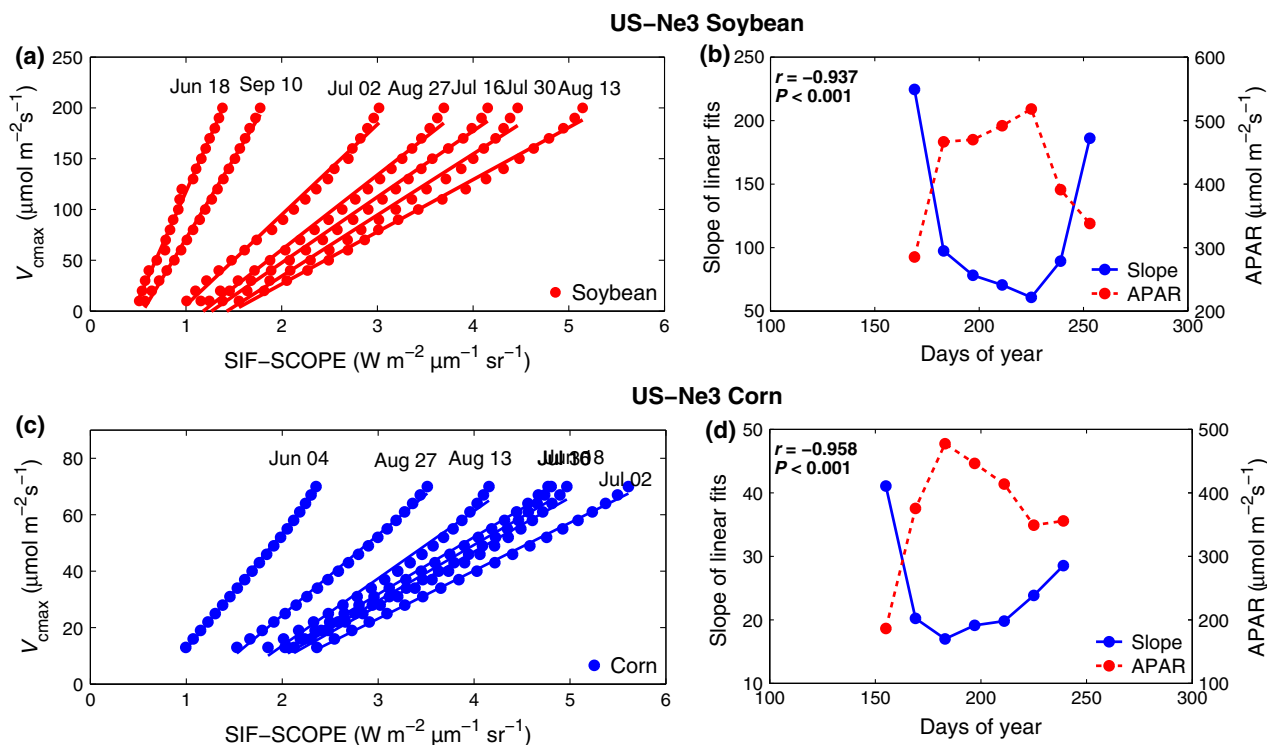 US−Ne3 Soybean
(a)
250
200
150
100
50
0
Vcmax (μmol m−2s−1)
Jun 18
Sep 10
Jul 02
Aug 27
Jul 16
Jul 30
Aug 13
Soybean
0 1 2 3 4 5 6
SIF−SCOPE (W m−2 μm−1 sr−1)
(b)
r = −0.937
P < 0.001
250
200
150
100
50
Slope of linear fits
600
500
400
300
200
APAR (μmol m−2s−1)
Slope
APAR
100 150 200 250 300
Days of year
US−Ne3 Corn
(c)
80
60
40
20
0
Vcmax (μmol m−2s−1)
Jun 04
Aug 27
Aug 13
Jul 30
Jun 18
Jul 02
Corn
0 1 2 3 4 5 6
SIF−SCOPE (W m−2 μm−1 sr−1)
(d)
r = −0.958
P < 0.001
50
40
30
20
10
Slope of linear fits
500
400
300
200
100
APAR (μmol m−2s−1)
Slope
APAR
100 150 200 250 300
Days of year